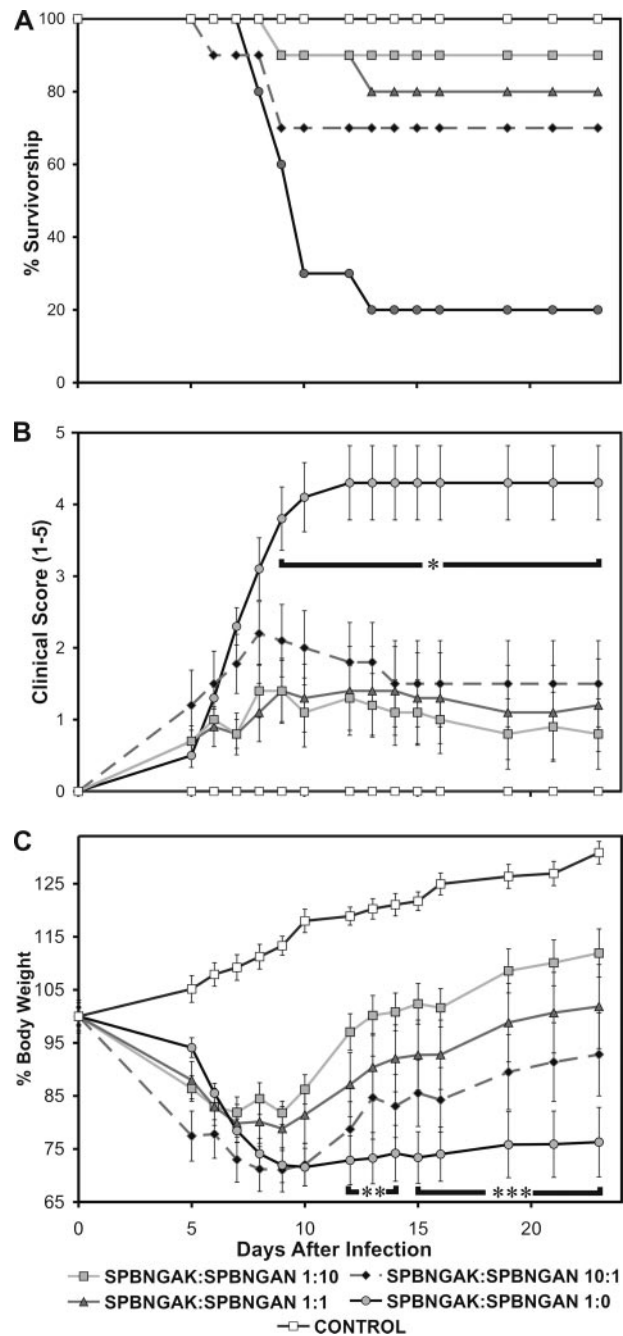 A
100
80
60
40
20
0
% Survivorship
B
5
4
3
2
1
0
Clinical Score (1-5)
*
C
125
115
105
95
85
75
65
% Body Weight
** ***
0 5 10 15 20
Days After Infection
SPBNGAK:SPBNGAN 1:10 SPBNGAK:SPBNGAN 10:1
SPBNGAK:SPBNGAN 1:1 SPBNGAK:SPBNGAN 1:0
CONTROL